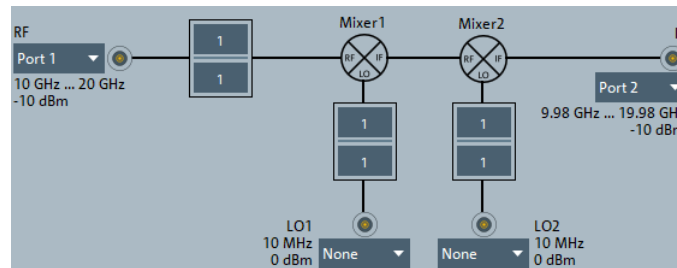 RF
Port 1
10 GHz ... 20 GHz
-10 dBm
1
1
Mixer1
RF IF
LO
Mixer2
RF IF
LO
1
1
1
1
Port 2
9.98 GHz ... 19.98 GH
-10 dBr
LO1
10 MHz
0 dBm
None
None
LO2
10 MHz
0 dBm